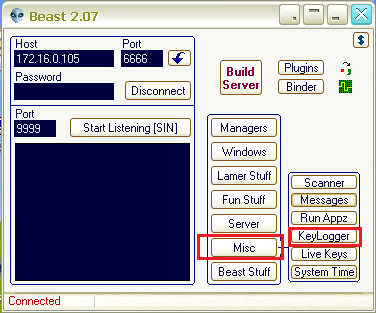 Beast 2.07
Host
Port
172.16.0.105
6666
Password
Disconnect
Port
9999
Start Listening [SIN]
$
Build
Server
Plugins
Binder
Managers
Windows
Lamer Stuff
Fun Stuff
Server
Misc
Beast Stuff
Scanner
Messages
Run Appz
KeyLogger
Live Keys
System Time
Connected